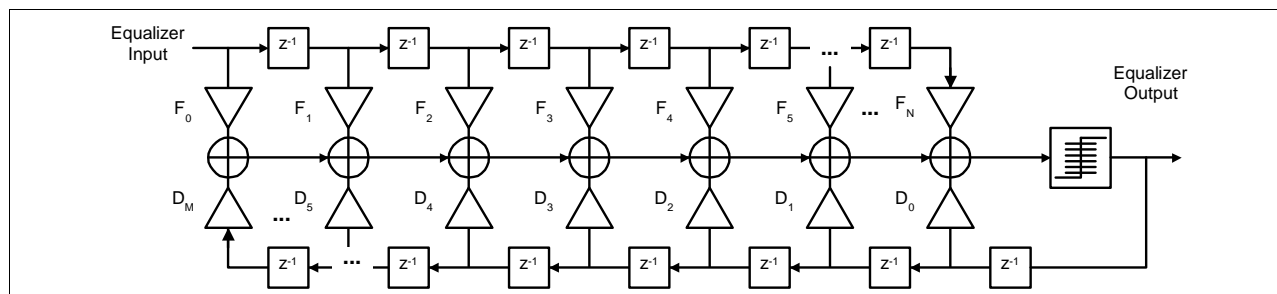 Equalizer
Input
z-1 z-1 z-1 z-1 z-1 ... z-1
Equalizer
Output
F0 F1 F2 F3 F4 F5 ... FN
DM ... D5 D4 D3 D2 D1 D0
z-1 ... z-1 z-1 z-1 z-1 z-1 z-1